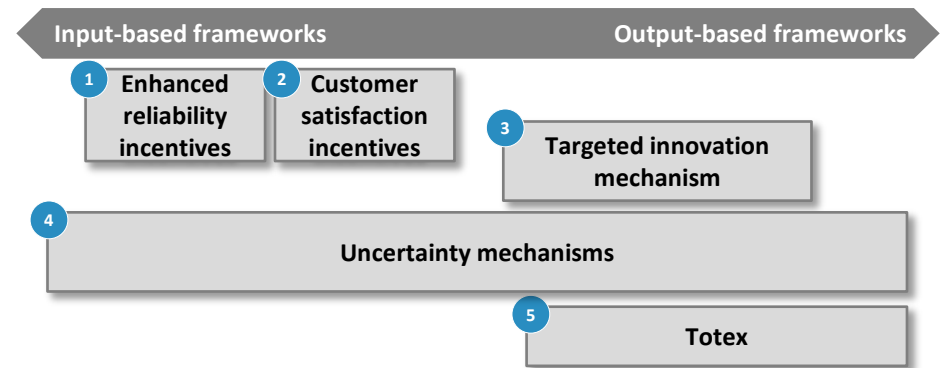 Input-based frameworks
Output-based frameworks
1
Enhanced
reliability
incentives
2
Customer
satisfaction
incentives
3
Targeted innovation
mechanism
4
Uncertainty mechanisms
5
Totex